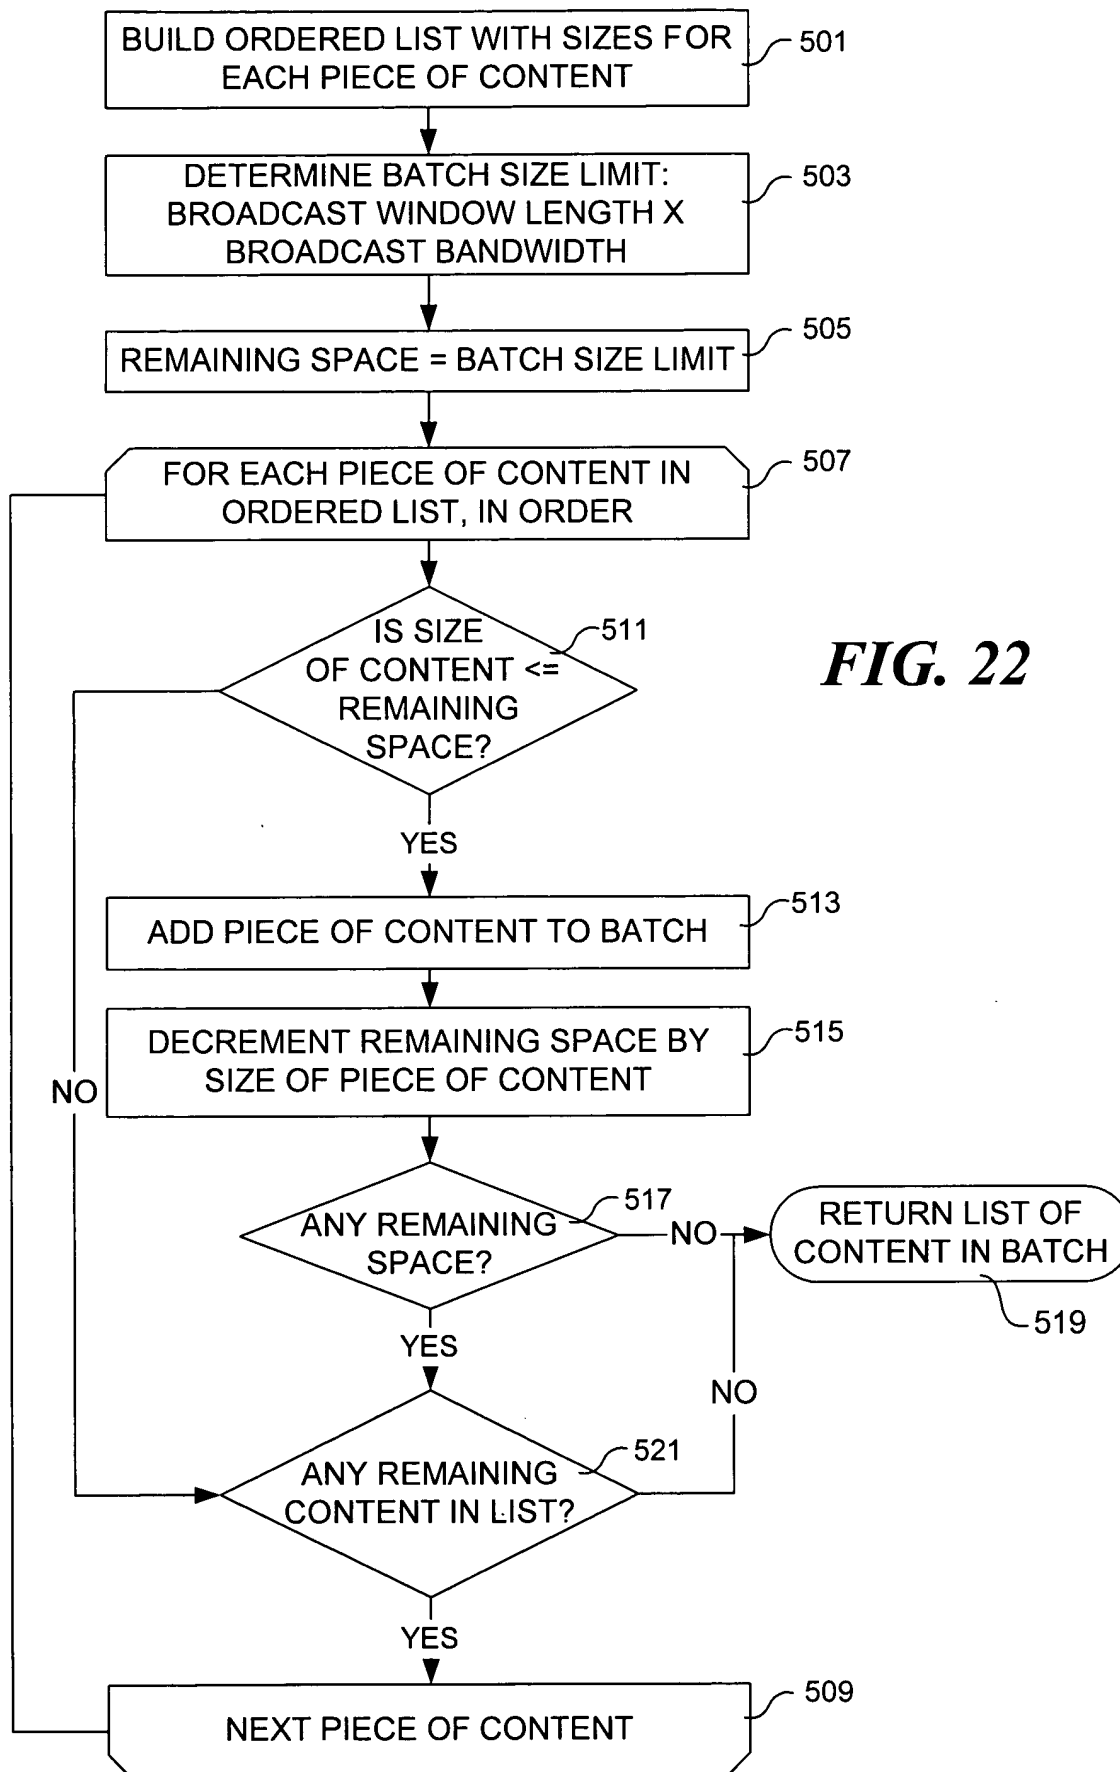 BUILD ORDERED LIST WITH SIZES FOR
EACH PIECE OF CONTENT
501
DETERMINE BATCH SIZE LIMIT:
BROADCAST WINDOW LENGTH X
BROADCAST BANDWIDTH
503
REMAINING SPACE = BATCH SIZE LIMIT
505
FOR EACH PIECE OF CONTENT IN
ORDERED LIST, IN ORDER
507
IS SIZE
OF CONTENT <=
REMAINING
SPACE?
511
FIG. 22
YES
ADD PIECE OF CONTENT TO BATCH
513
DECREMENT REMAINING SPACE BY
SIZE OF PIECE OF CONTENT
515
NO
ANY REMAINING
SPACE?
517
NO
RETURN LIST OF
CONTENT IN BATCH
519
YES
NO
ANY REMAINING
CONTENT IN LIST?
521
YES
NEXT PIECE OF CONTENT
509